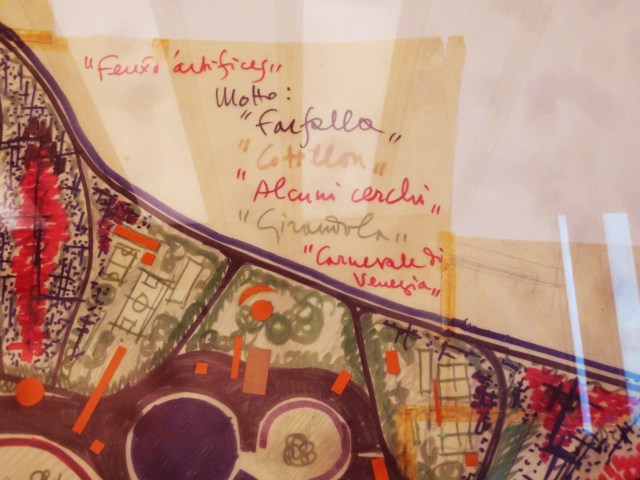 "Feux d'artifices"
Motto:
"Farfalla"
"Cotillon"
"Alcuni cerchi"
"Girandola"
"Carnevale di
Venezia"